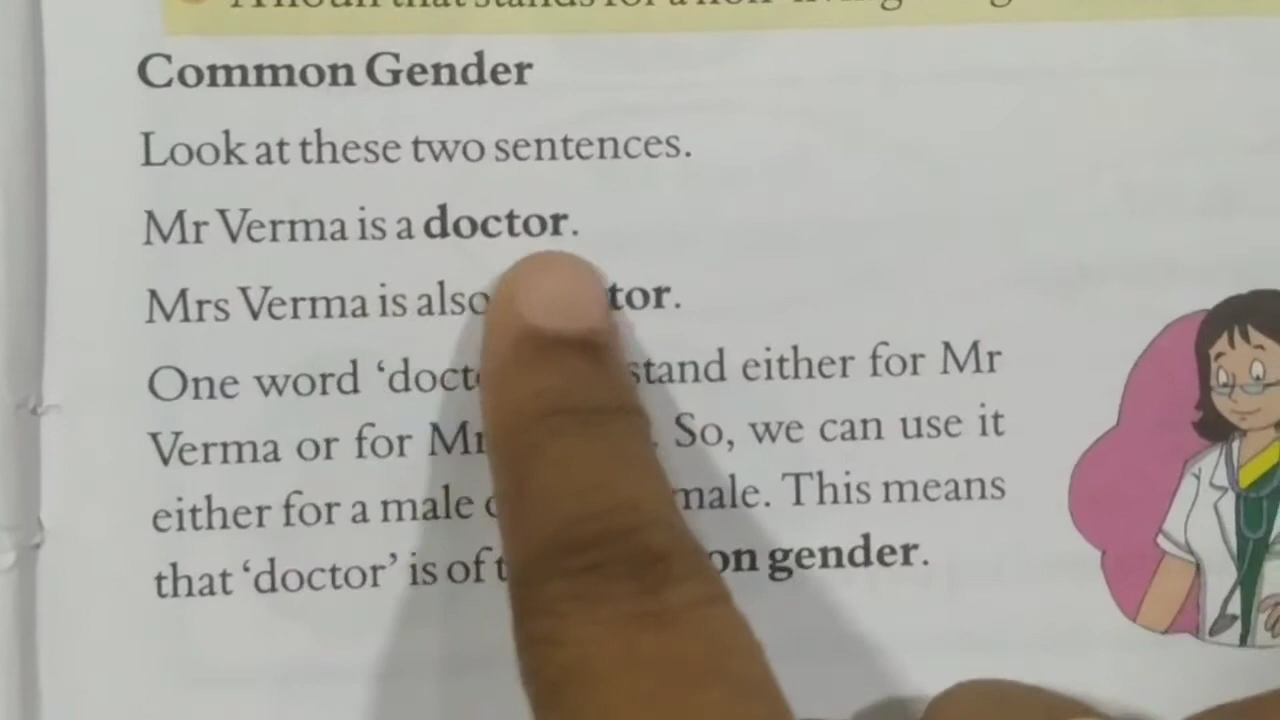 Common Gender
Look at these two sentences.
Mr Verma is a doctor.
Mrs Verma is also tor.
One word ‘doct stand either for Mr
Verma or for Mr . So, we can use it
either for a male male. This means
that ‘doctor’ is of t on gender.